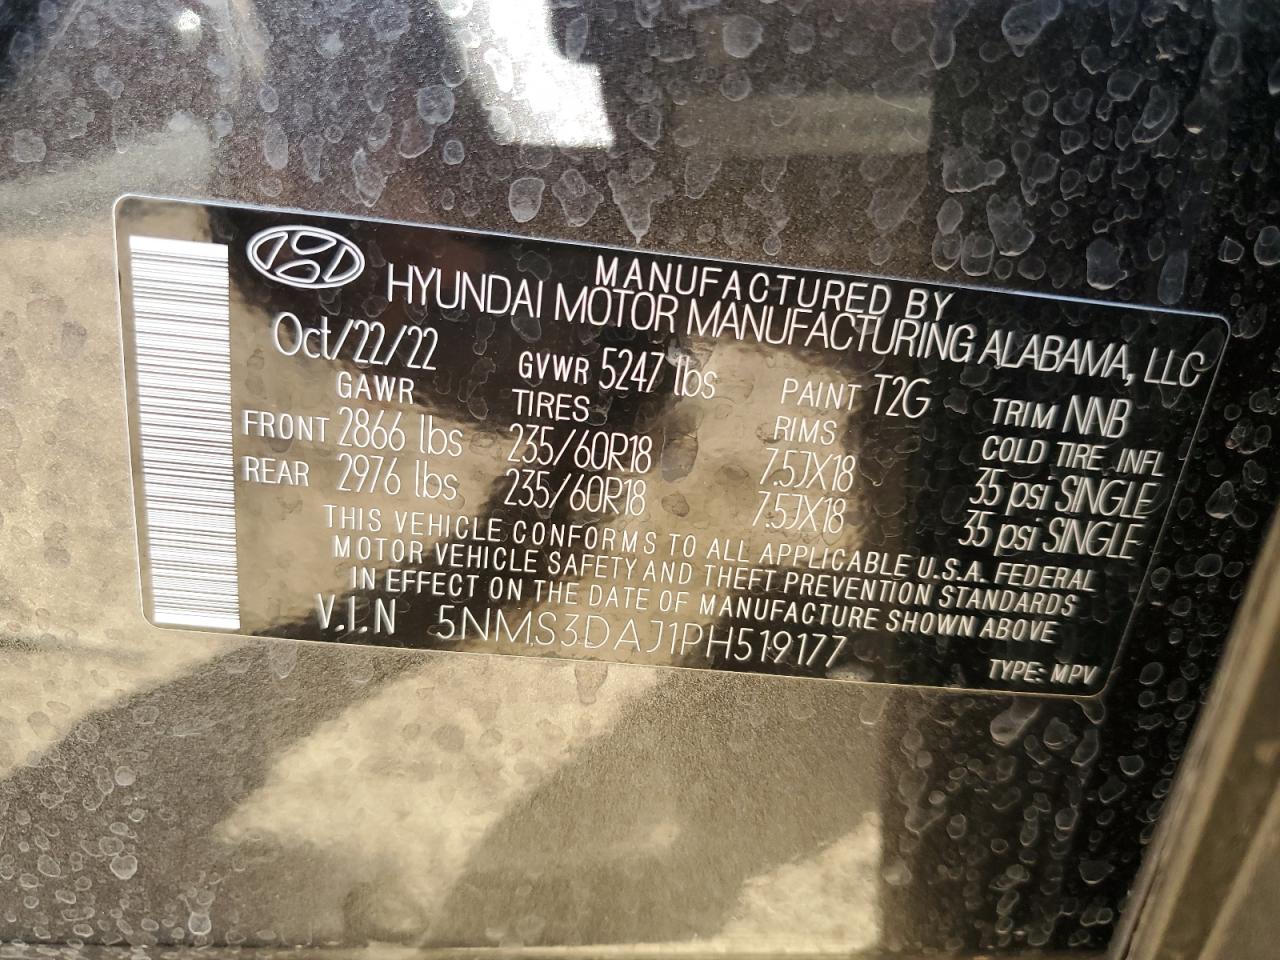 MANUFACTURED BY
HYUNDAI MOTOR MANUFACTURING ALABAMA, LLC
Oct/22/22 GVWR 5247 lbs PAINT T2G TRIM NNB
GAWR TIRES RIMS COLD TIRE INFL
FRONT 2866 lbs 235/60R18 7.5JX18 35 psi SINGLE
REAR 2976 lbs 235/60R18 7.5JX18 35 psi SINGLE
THIS VEHICLE CONFORMS TO ALL APPLICABLE U.S.A. FEDERAL
MOTOR VEHICLE SAFETY AND THEFT PREVENTION STANDARDS
IN EFFECT ON THE DATE OF MANUFACTURE SHOWN ABOVE
V.I.N 5NMS3DAJ1PH519177
TYPE: MPV